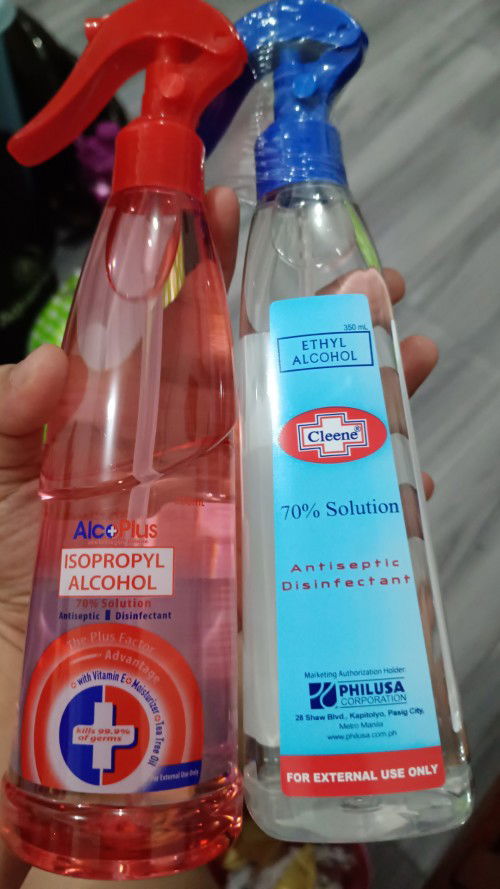 AlcoPlus
ISOPROPYL
ALCOHOL
70% Solution
Antiseptic Disinfectant
The Plus Factor
Advantage
with Vitamin E Moisturizer Tea Tree Oil
kills 99.9%
of germs
For External Use Only
350 mL
ETHYL
ALCOHOL
Cleene®
70% Solution
Antiseptic
Disinfectant
Marketing Authorization Holder:
PHILUSA
CORPORATION
28 Shaw Blvd., Kapitolyo, Pasig City,
Metro Manila
www.philusa.com.ph
FOR EXTERNAL USE ONLY